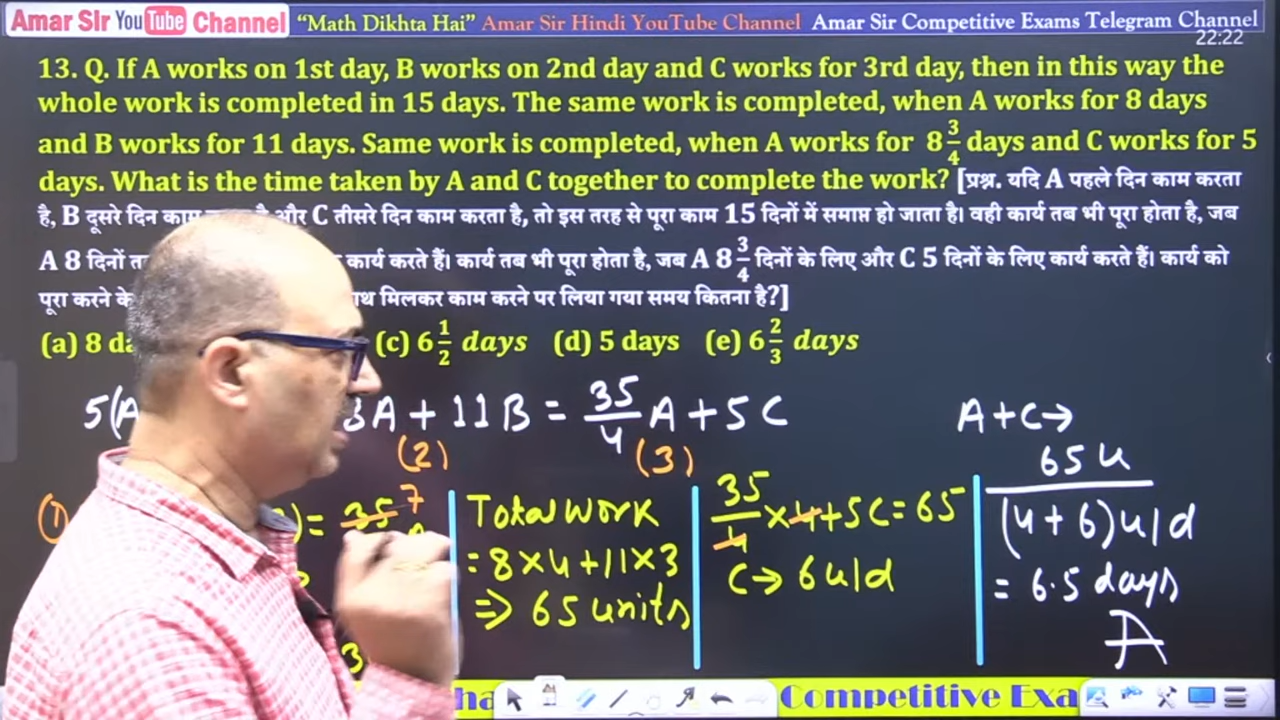 Amar Sir YouTube Channel "Math Dikhta Hai" Amar Sir Hindi YouTube Channel Amar Sir Competitive Exams Telegram Channel
22:22
13. Q. If A works on 1st day, B works on 2nd day and C works for 3rd day, then in this way the
whole work is completed in 15 days. The same work is completed, when A works for 8 days
and B works for 11 days. Same work is completed, when A works for 8 3/4 days and C works for 5
days. What is the time taken by A and C together to complete the work? [प्रश्न. यदि A पहले दिन काम करता
है, B दूसरे दिन काम और C तीसरे दिन काम करता है, तो इस तरह से पूरा काम 15 दिनों में समाप्त हो जाता है। वही कार्य तब भी पूरा होता है, जब
A 8 दिनों कार्य करते हैं। कार्य तब भी पूरा होता है, जब A 8 3/4 दिनों के लिए और C 5 दिनों के लिए कार्य करते हैं। कार्य को
पूरा करने के मिलकर काम करने पर लिया गया समय कितना है?]
(a) 8 (c) 6 1/2 days (d) 5 days (e) 6 2/3 days
5(A A + 11B = 35/4 A + 5C
(2) (3)
) = 35 7
Total work
= 8×4+11×3
⇒ 65 units
3
35/4 ×4+5C=65
C→ 6u/d
A+C→
65u
(4+6)u/d
= 6.5 days
A
Competitive Exa